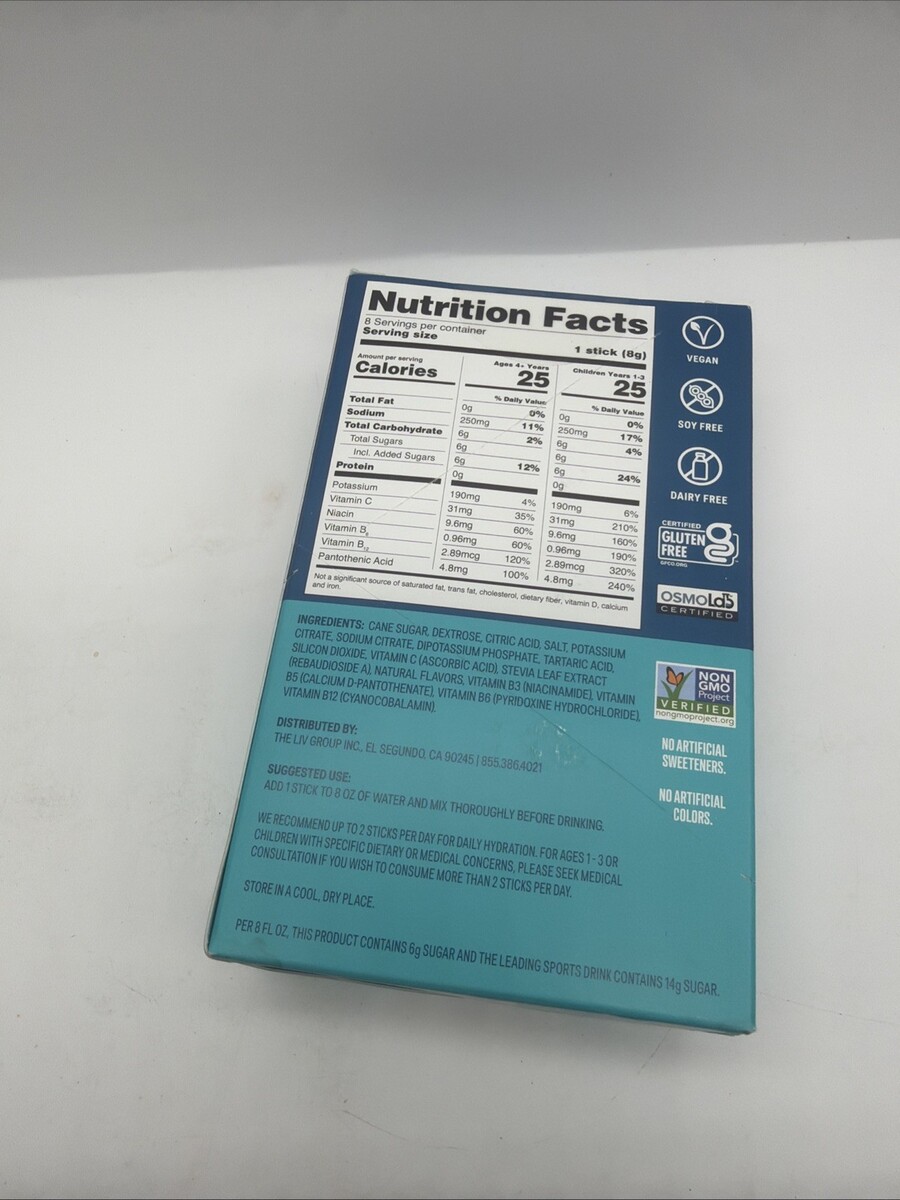 Nutrition Facts
8 Servings per container
Serving size 1 stick (8g)
Amount per serving Ages 4+ Years Children Years 1-3
Calories 25 25
% Daily Value % Daily Value
Total Fat 0g 0% 0g 0%
Sodium 250mg 11% 250mg 17%
Total Carbohydrate 6g 2% 6g 4%
Total Sugars 6g 6g
Incl. Added Sugars 6g 12% 6g 24%
Protein 0g 0g
Potassium 190mg 4% 190mg 6%
Vitamin C 31mg 35% 31mg 210%
Niacin 9.6mg 60% 9.6mg 160%
Vitamin B6 0.96mg 60% 0.96mg 190%
Vitamin B12 2.89mcg 120% 2.89mcg 320%
Pantothenic Acid 4.8mg 100% 4.8mg 240%
Not a significant source of saturated fat, trans fat, cholesterol, dietary fiber, vitamin D, calcium
and iron.
VEGAN
SOY FREE
DAIRY FREE
CERTIFIED
GLUTEN
FREE
GFCO.ORG
OSMOLΔB
CERTIFIED
INGREDIENTS: CANE SUGAR, DEXTROSE, CITRIC ACID, SALT, POTASSIUM
CITRATE, SODIUM CITRATE, DIPOTASSIUM PHOSPHATE, TARTARIC ACID,
SILICON DIOXIDE, VITAMIN C (ASCORBIC ACID), STEVIA LEAF EXTRACT
(REBAUDIOSIDE A), NATURAL FLAVORS, VITAMIN B3 (NIACINAMIDE), VITAMIN
B5 (CALCIUM D-PANTOTHENATE), VITAMIN B6 (PYRIDOXINE HYDROCHLORIDE),
VITAMIN B12 (CYANOCOBALAMIN).
NON
GMO
Project
VERIFIED
nongmoproject.org
NO ARTIFICIAL
SWEETENERS.
NO ARTIFICIAL
COLORS.
DISTRIBUTED BY:
THE LIV GROUP INC., EL SEGUNDO, CA 90245 | 855.386.4021
SUGGESTED USE:
ADD 1 STICK TO 8 OZ OF WATER AND MIX THOROUGHLY BEFORE DRINKING.
WE RECOMMEND UP TO 2 STICKS PER DAY FOR DAILY HYDRATION. FOR AGES 1-3 OR
CHILDREN WITH SPECIFIC DIETARY OR MEDICAL CONCERNS, PLEASE SEEK MEDICAL
CONSULTATION IF YOU WISH TO CONSUME MORE THAN 2 STICKS PER DAY.
STORE IN A COOL, DRY PLACE.
PER 8 FL OZ, THIS PRODUCT CONTAINS 6g SUGAR AND THE LEADING SPORTS DRINK CONTAINS 14g SUGAR.